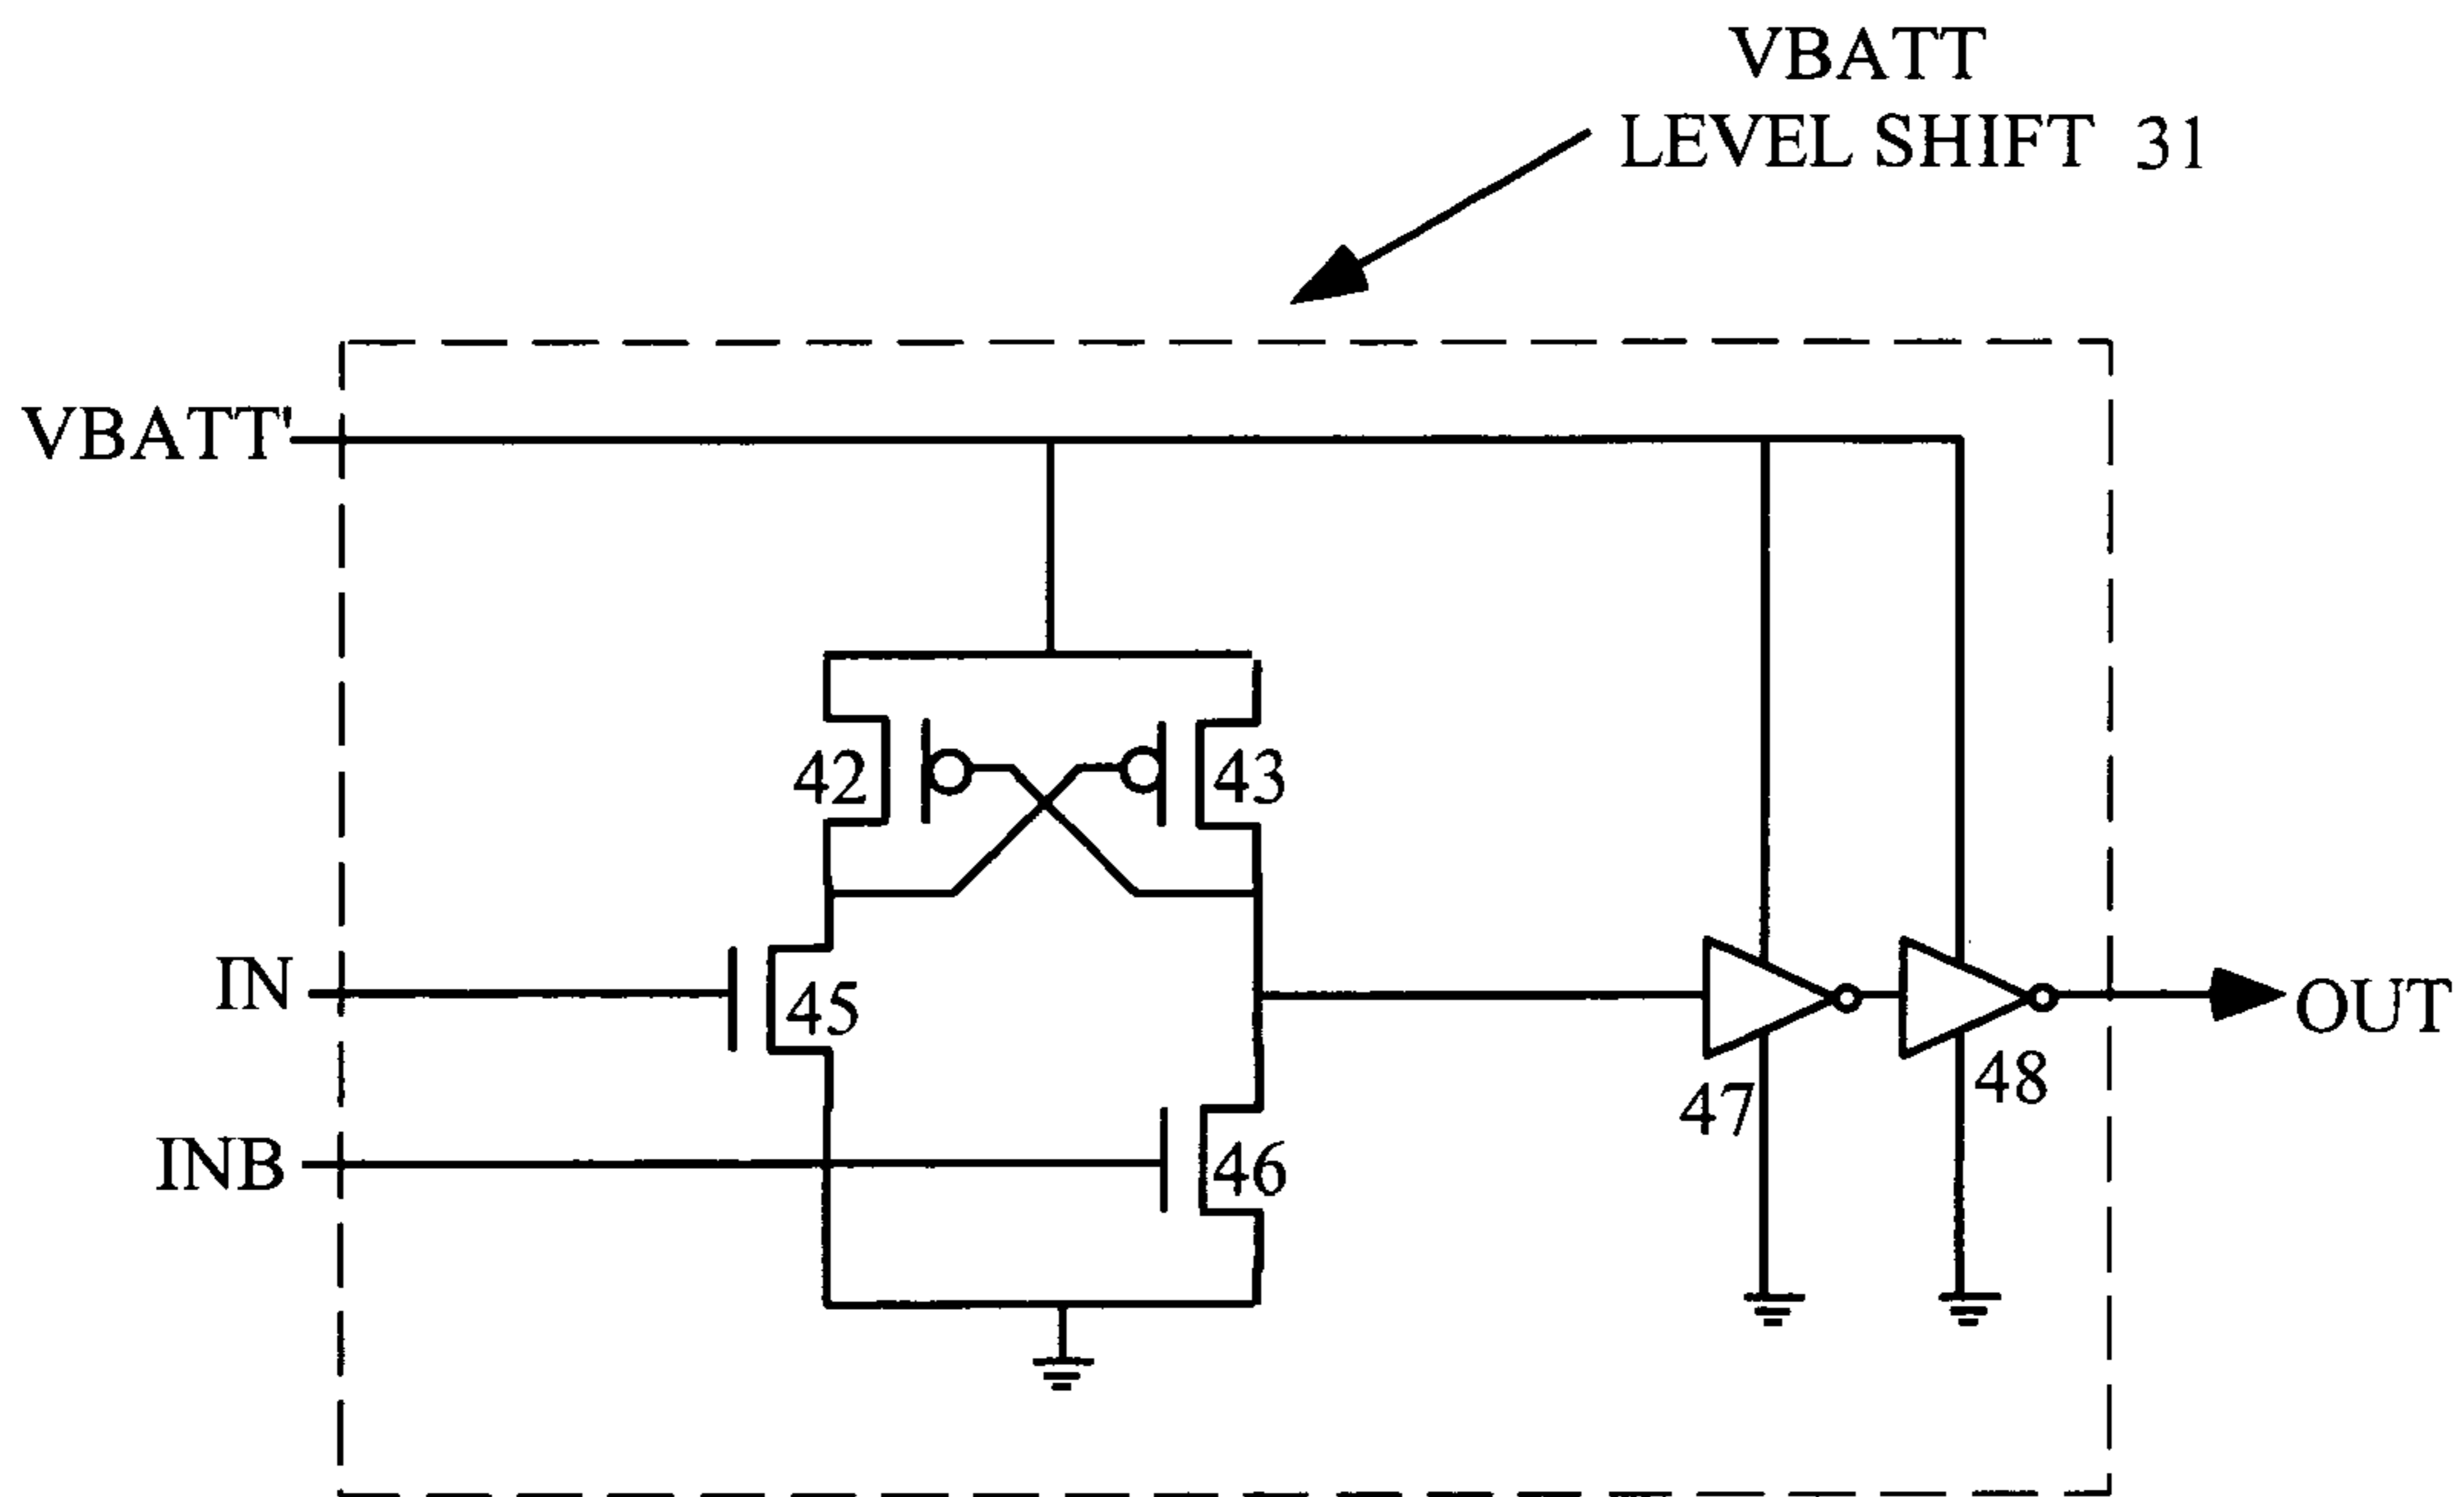 VBATT
LEVEL SHIFT 31
VBATT'
42
43
IN
45
OUT
47
48
INB
46